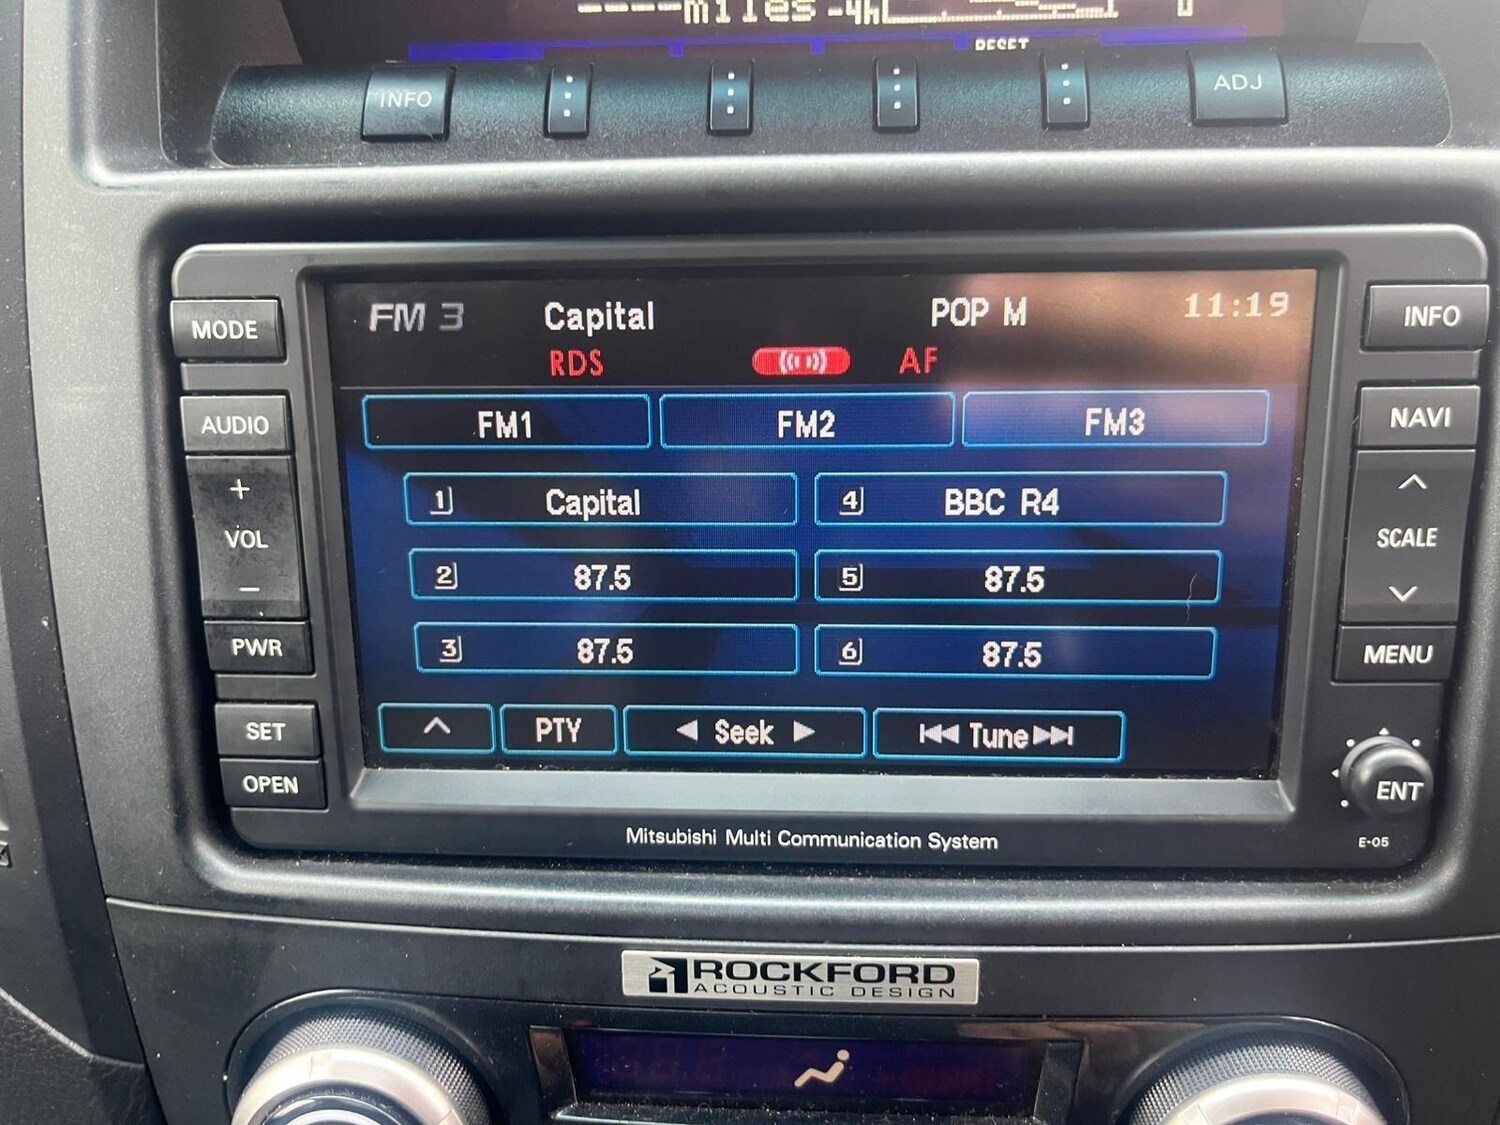 ----miles -4h
RESET
INFO
ADJ
MODE
FM 3 Capital POP M 11:19
RDS AF
INFO
AUDIO
FM1 FM2 FM3
NAVI
+
VOL
-
1 Capital 4 BBC R4
2 87.5 5 87.5
3 87.5 6 87.5
SCALE
PWR
MENU
SET
PTY Seek Tune
OPEN
ENT
Mitsubishi Multi Communication System
E-05
ROCKFORD
ACOUSTIC DESIGN